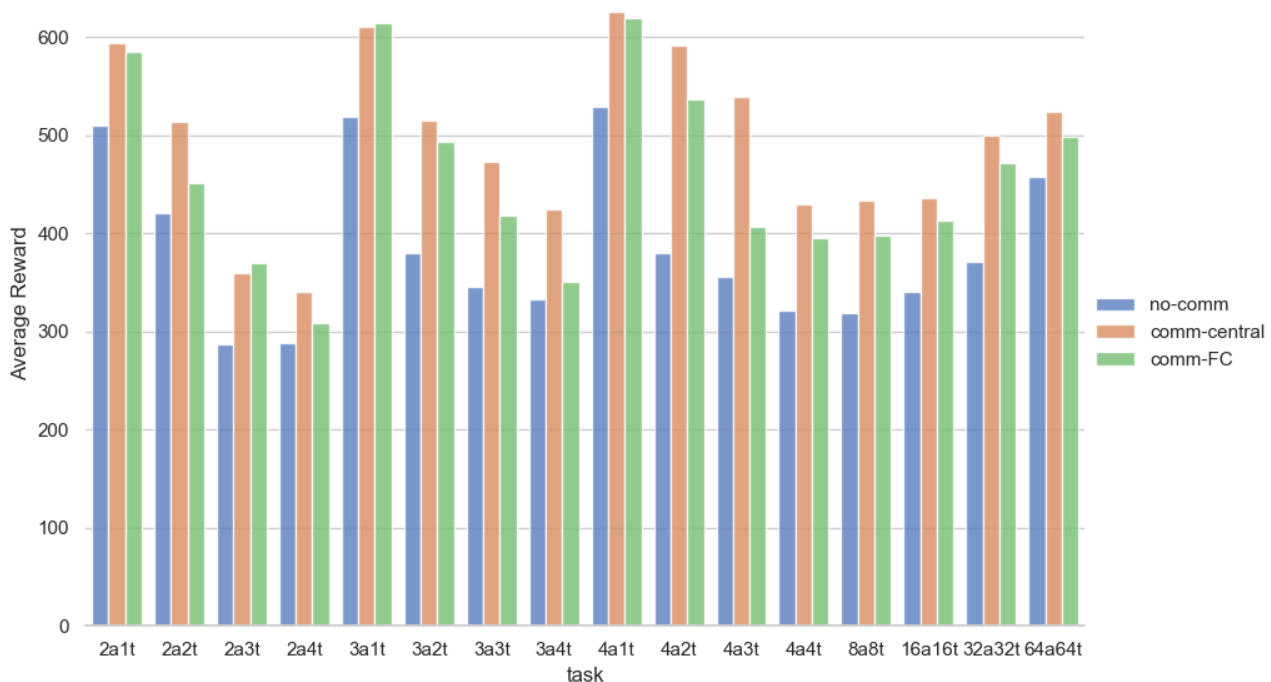 600
500
400
300
200
100
0
Average Reward
2a1t 2a2t 2a3t 2a4t 3a1t 3a2t 3a3t 3a4t 4a1t 4a2t 4a3t 4a4t 8a8t 16a16t 32a32t 64a64t
task
no-comm
comm-central
comm-FC